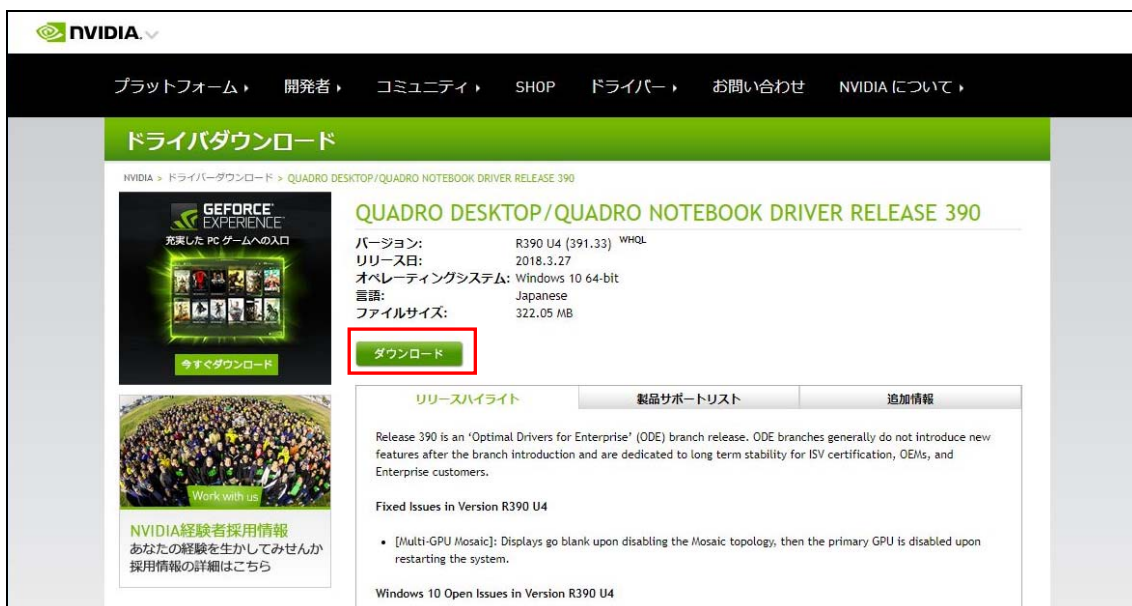 NVIDIA
プラットフォーム 開発者 コミュニティ SHOP ドライバー お問い合わせ NVIDIA について
ドライバダウンロード
NVIDIA > ドライバーダウンロード > QUADRO DESKTOP/QUADRO NOTEBOOK DRIVER RELEASE 390
GEFORCE
EXPERIENCE
充実した PC ゲームへの入口
今すぐダウンロード
Work with us
NVIDIA経験者採用情報
あなたの経験を生かしてみせんか
採用情報の詳細はこちら
QUADRO DESKTOP/QUADRO NOTEBOOK DRIVER RELEASE 390
バージョン: R390 U4 (391.33) WHQL
リリース日: 2018.3.27
オペレーティングシステム: Windows 10 64-bit
言語: Japanese
ファイルサイズ: 322.05 MB
ダウンロード
リリースハイライト 製品サポートリスト 追加情報
Release 390 is an ‘Optimal Drivers for Enterprise’ (ODE) branch release. ODE branches generally do not introduce new
features after the branch introduction and are dedicated to long term stability for ISV certification, OEMs, and
Enterprise customers.
Fixed Issues in Version R390 U4
• [Multi-GPU Mosaic]: Displays go blank upon disabling the Mosaic topology, then the primary GPU is disabled upon
restarting the system.
Windows 10 Open Issues in Version R390 U4